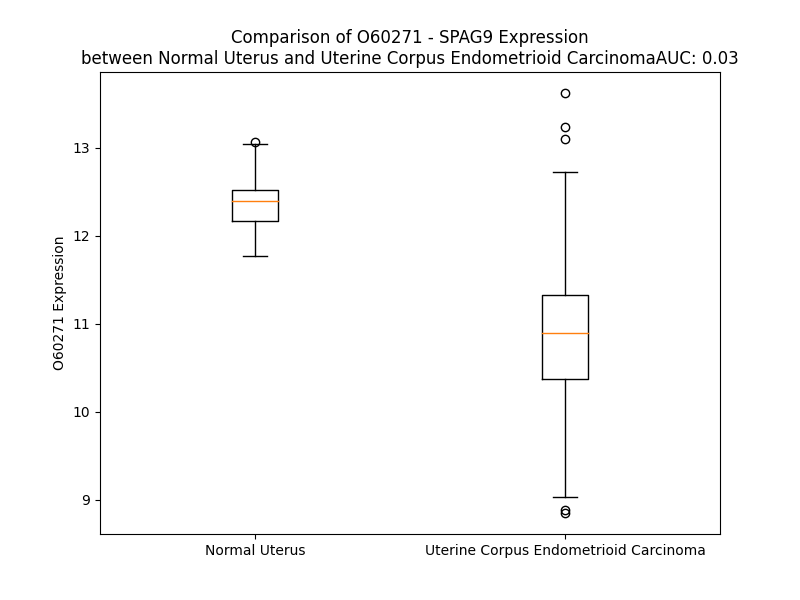 Comparison of O60271 - SPAG9 Expression
between Normal Uterus and Uterine Corpus Endometrioid CarcinomaAUC: 0.03
13
12
11
10
9
O60271 Expression
Normal Uterus
Uterine Corpus Endometrioid Carcinoma